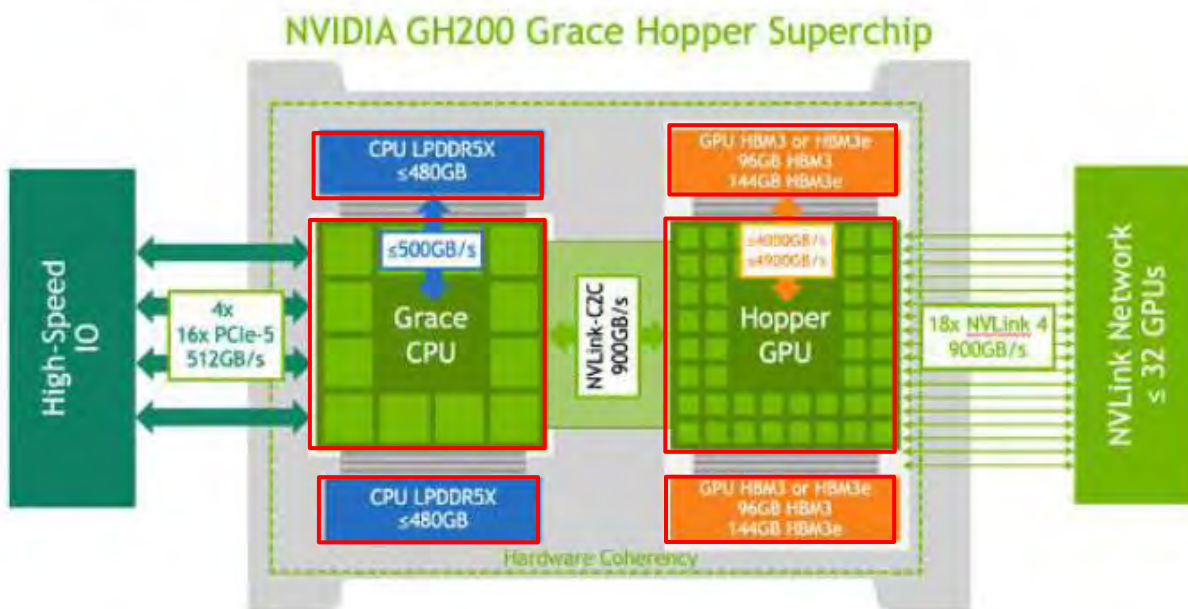 NVIDIA GH200 Grace Hopper Superchip
CPU LPDDR5X
≤480GB
GPU HBM3 or HBM3e
96GB HBM3
144GB HBM3e
High-Speed
IO
4x
16x PCIe-5
512GB/s
≤500GB/s
Grace
CPU
NVLink-C2C
900GB/s
≤4000GB/s
≤4900GB/s
Hopper
GPU
18x NVLink 4
900GB/s
NVLink Network
≤ 32 GPUs
CPU LPDDR5X
≤480GB
GPU HBM3 or HBM3e
96GB HBM3
144GB HBM3e
Hardware Coherency